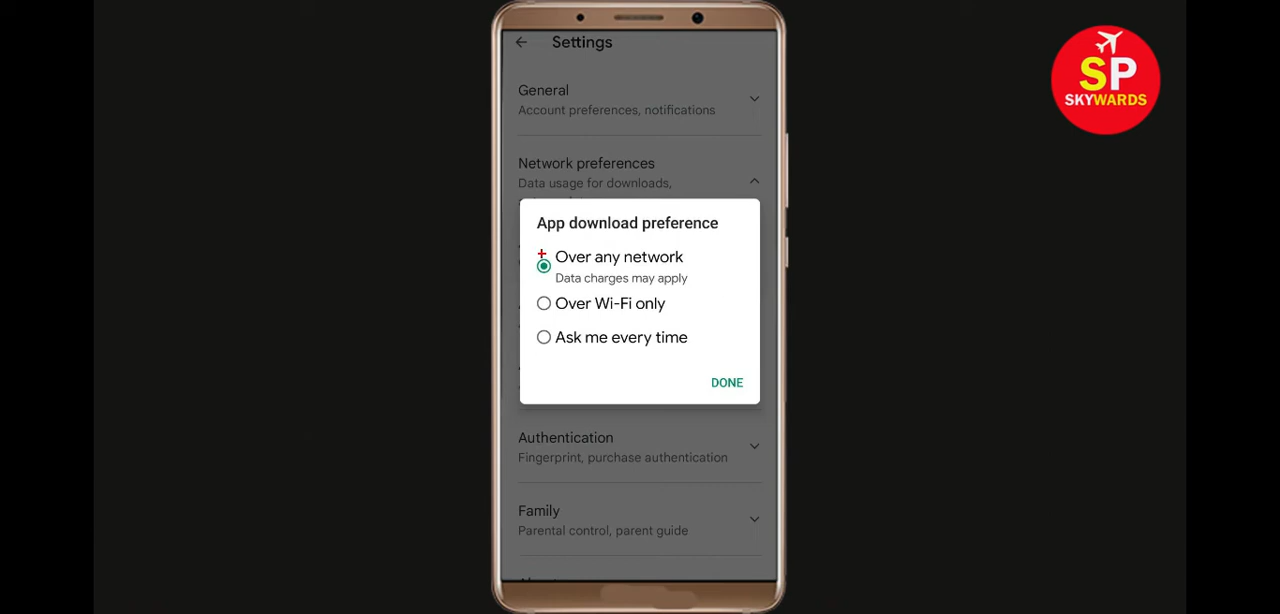 Settings
General
Account preferences, notifications
Network preferences
Data usage for downloads,
App download preference
Over any network
Data charges may apply
Over Wi-Fi only
Ask me every time
DONE
Authentication
Fingerprint, purchase authentication
Family
Parental control, parent guide
SP
SKYWARDS